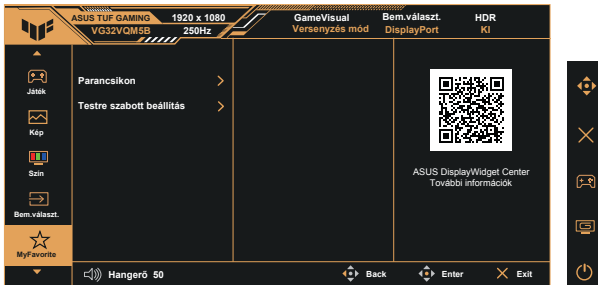 ASUS TUF GAMING 1920 x 1080
VG32VQM5B 250Hz
GameVisual Bem.választ. HDR
Versenyzés mód DisplayPort KI
Játék
Kép
Szín
Bem.választ.
MyFavorite
Parancsikon
Testre szabott beállítás
ASUS DisplayWidget Center
További információk
Hangerő 50
Back Enter Exit